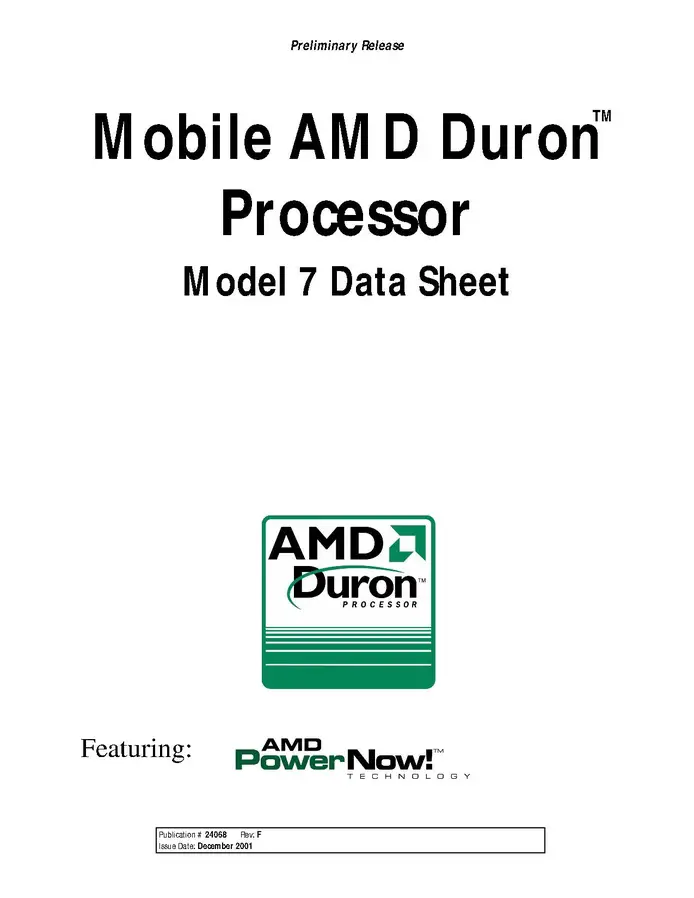 Preliminary Release
Mobile AMD Duron™
Processor
Model 7 Data Sheet
AMD
Duron™
PROCESSOR
Featuring:
AMD
PowerNow!™
TECHNOLOGY
Publication # 24068 Rev: F
Issue Date: December 2001